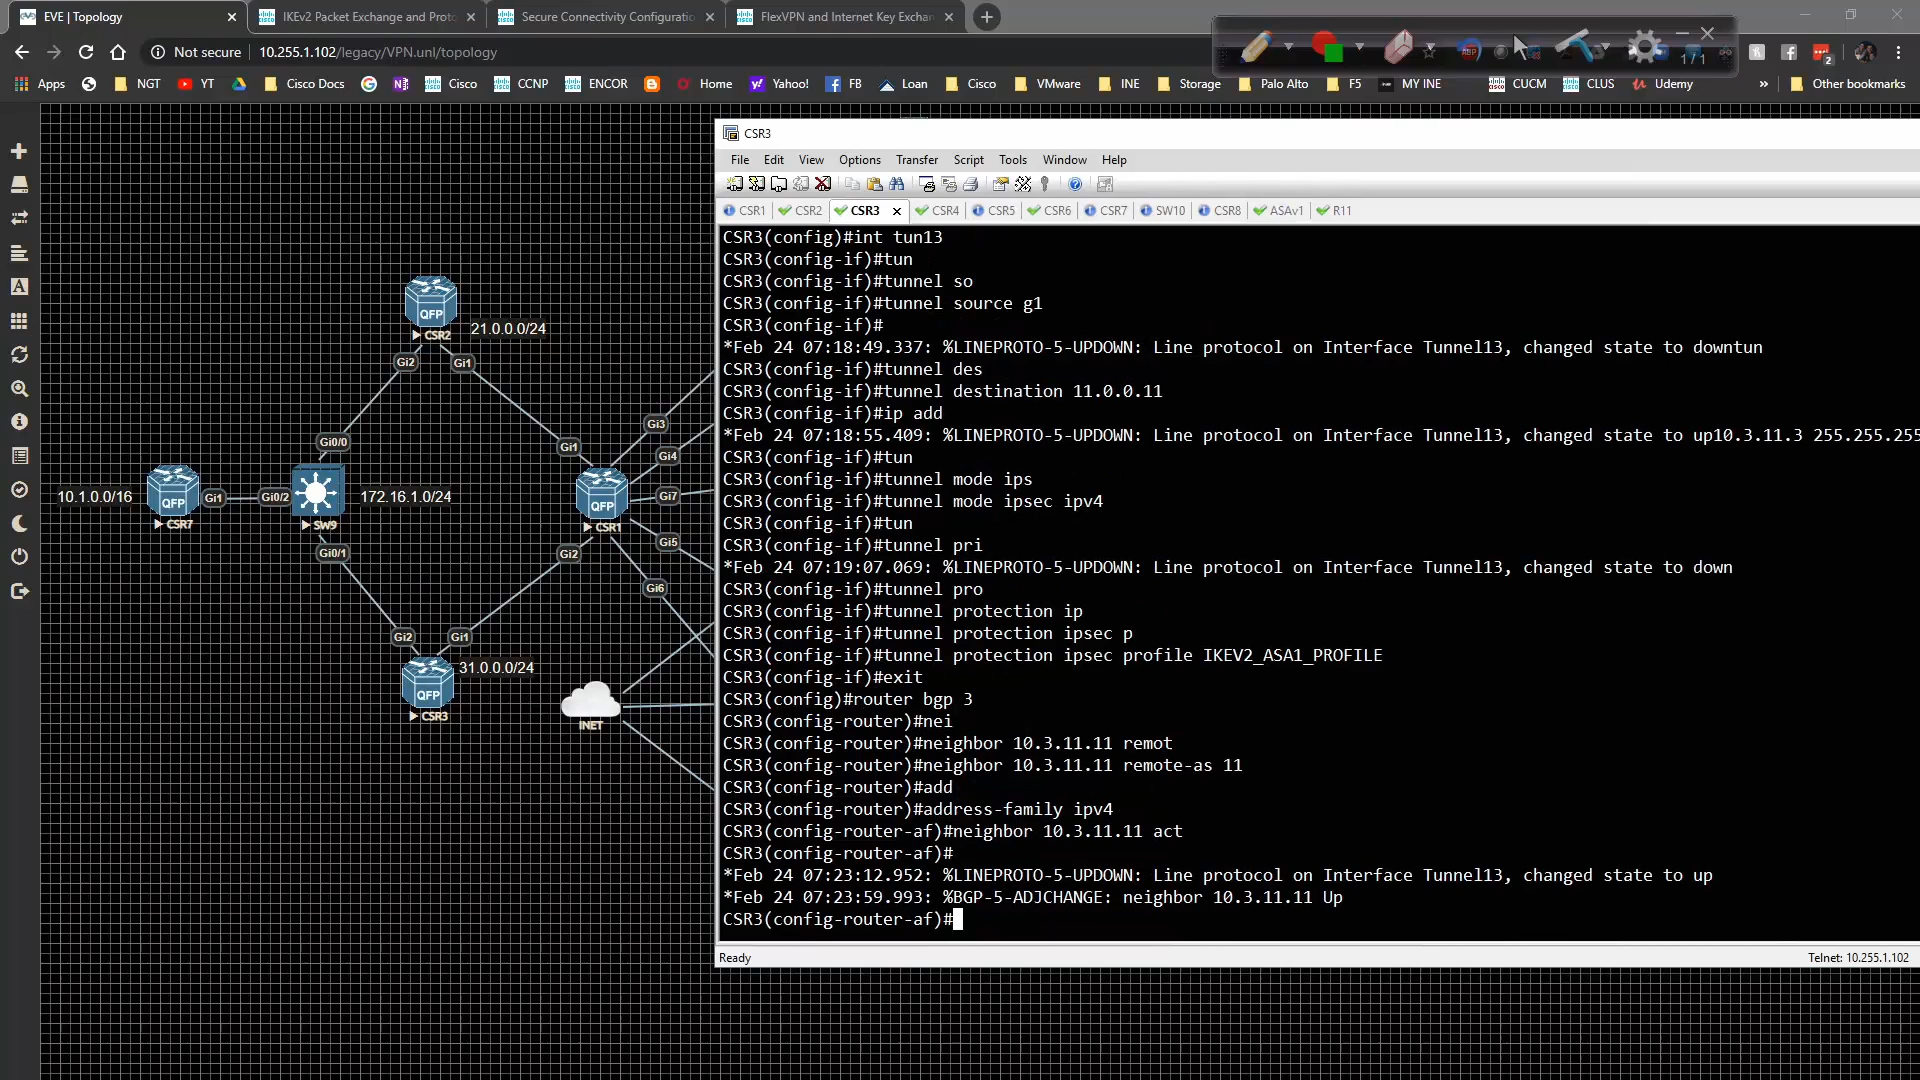 EVE | Topology
IKEv2 Packet Exchange and Proto
Secure Connectivity Configuratio
FlexVPN and Internet Key Exchan
Not secure
10.255.1.102/legacy/VPN.unl/topology
ABP
1/1
2
Apps
NGT
YT
Cisco Docs
Cisco
CCNP
ENCOR
Home
Yahoo!
FB
Loan
Cisco
VMware
INE
Storage
Palo Alto
F5
MY INE
CUCM
CLUS
Udemy
»
Other bookmarks
CSR3
File Edit View Options Transfer Script Tools Window Help
CSR1 CSR2 CSR3 CSR4 CSR5 CSR6 CSR7 SW10 CSR8 ASAv1 R11
CSR3(config)#int tun13
CSR3(config-if)#tun
CSR3(config-if)#tunnel so
CSR3(config-if)#tunnel source g1
CSR3(config-if)#
*Feb 24 07:18:49.337: %LINEPROTO-5-UPDOWN: Line protocol on Interface Tunnel13, changed state to downtun
CSR3(config-if)#tunnel des
CSR3(config-if)#tunnel destination 11.0.0.11
CSR3(config-if)#ip add
*Feb 24 07:18:55.409: %LINEPROTO-5-UPDOWN: Line protocol on Interface Tunnel13, changed state to up10.3.11.3 255.255.255
CSR3(config-if)#tun
CSR3(config-if)#tunnel mode ips
CSR3(config-if)#tunnel mode ipsec ipv4
CSR3(config-if)#tun
CSR3(config-if)#tunnel pri
*Feb 24 07:19:07.069: %LINEPROTO-5-UPDOWN: Line protocol on Interface Tunnel13, changed state to down
CSR3(config-if)#tunnel pro
CSR3(config-if)#tunnel protection ip
CSR3(config-if)#tunnel protection ipsec p
CSR3(config-if)#tunnel protection ipsec profile IKEV2_ASA1_PROFILE
CSR3(config-if)#exit
CSR3(config)#router bgp 3
CSR3(config-router)#nei
CSR3(config-router)#neighbor 10.3.11.11 remot
CSR3(config-router)#neighbor 10.3.11.11 remote-as 11
CSR3(config-router)#add
CSR3(config-router)#address-family ipv4
CSR3(config-router-af)#neighbor 10.3.11.11 act
CSR3(config-router-af)#
*Feb 24 07:23:12.952: %LINEPROTO-5-UPDOWN: Line protocol on Interface Tunnel13, changed state to up
*Feb 24 07:23:59.993: %BGP-5-ADJCHANGE: neighbor 10.3.11.11 Up
CSR3(config-router-af)#
Ready
Telnet: 10.255.1.102
QFP
CSR2
21.0.0.0/24
Gi2
Gi1
Gi0/0
Gi1
Gi3
Gi4
10.1.0.0/16
QFP
CSR7
Gi1
Gi0/2
SW9
172.16.1.0/24
QFP
CSR1
Gi7
Gi0/1
Gi2
Gi5
Gi6
Gi2
Gi1
QFP
CSR3
31.0.0.0/24
INET